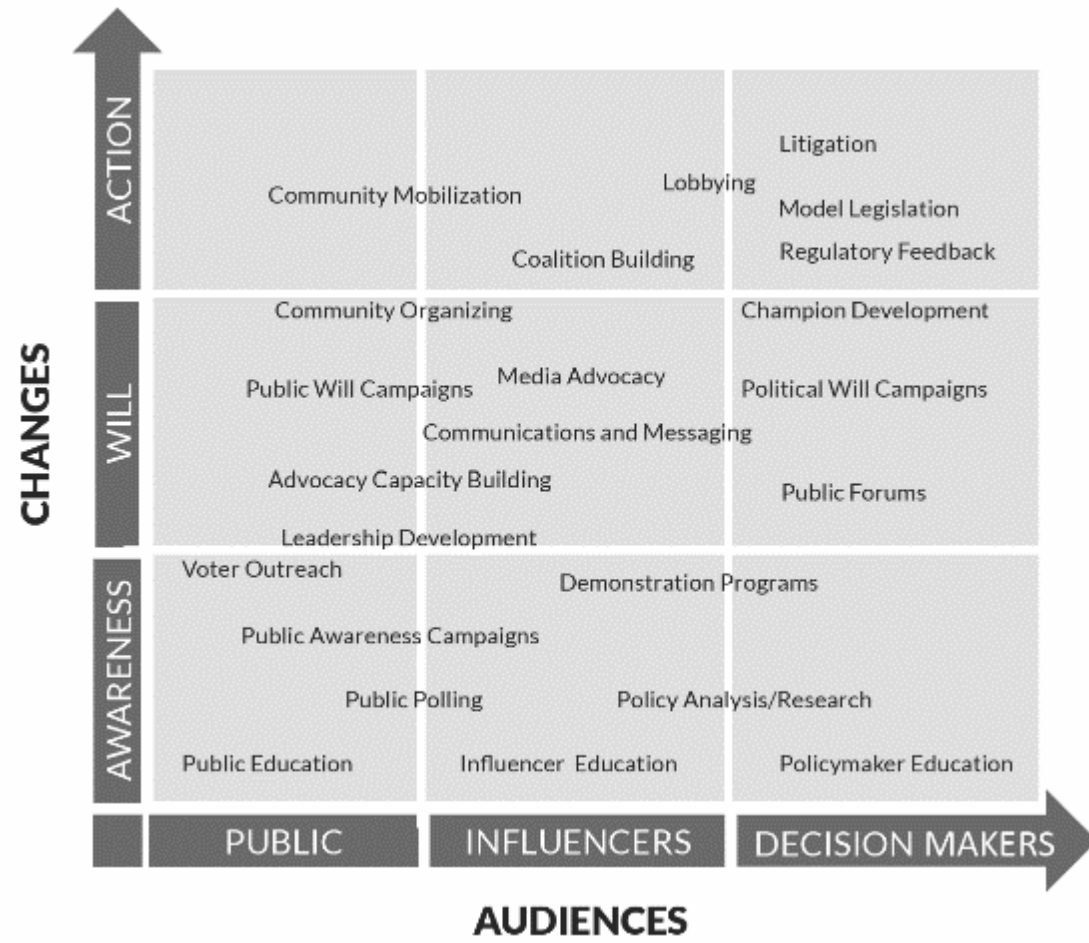 ACTION
Litigation
Lobbying
Community Mobilization
Model Legislation
Regulatory Feedback
Coalition Building
CHANGES
WILL
Community Organizing
Champion Development
Media Advocacy
Public Will Campaigns
Political Will Campaigns
Communications and Messaging
Advocacy Capacity Building
Public Forums
Leadership Development
AWARENESS
Voter Outreach
Demonstration Programs
Public Awareness Campaigns
Public Polling
Policy Analysis/Research
Public Education
Influencer Education
Policymaker Education
PUBLIC
INFLUENCERS
DECISION MAKERS
AUDIENCES